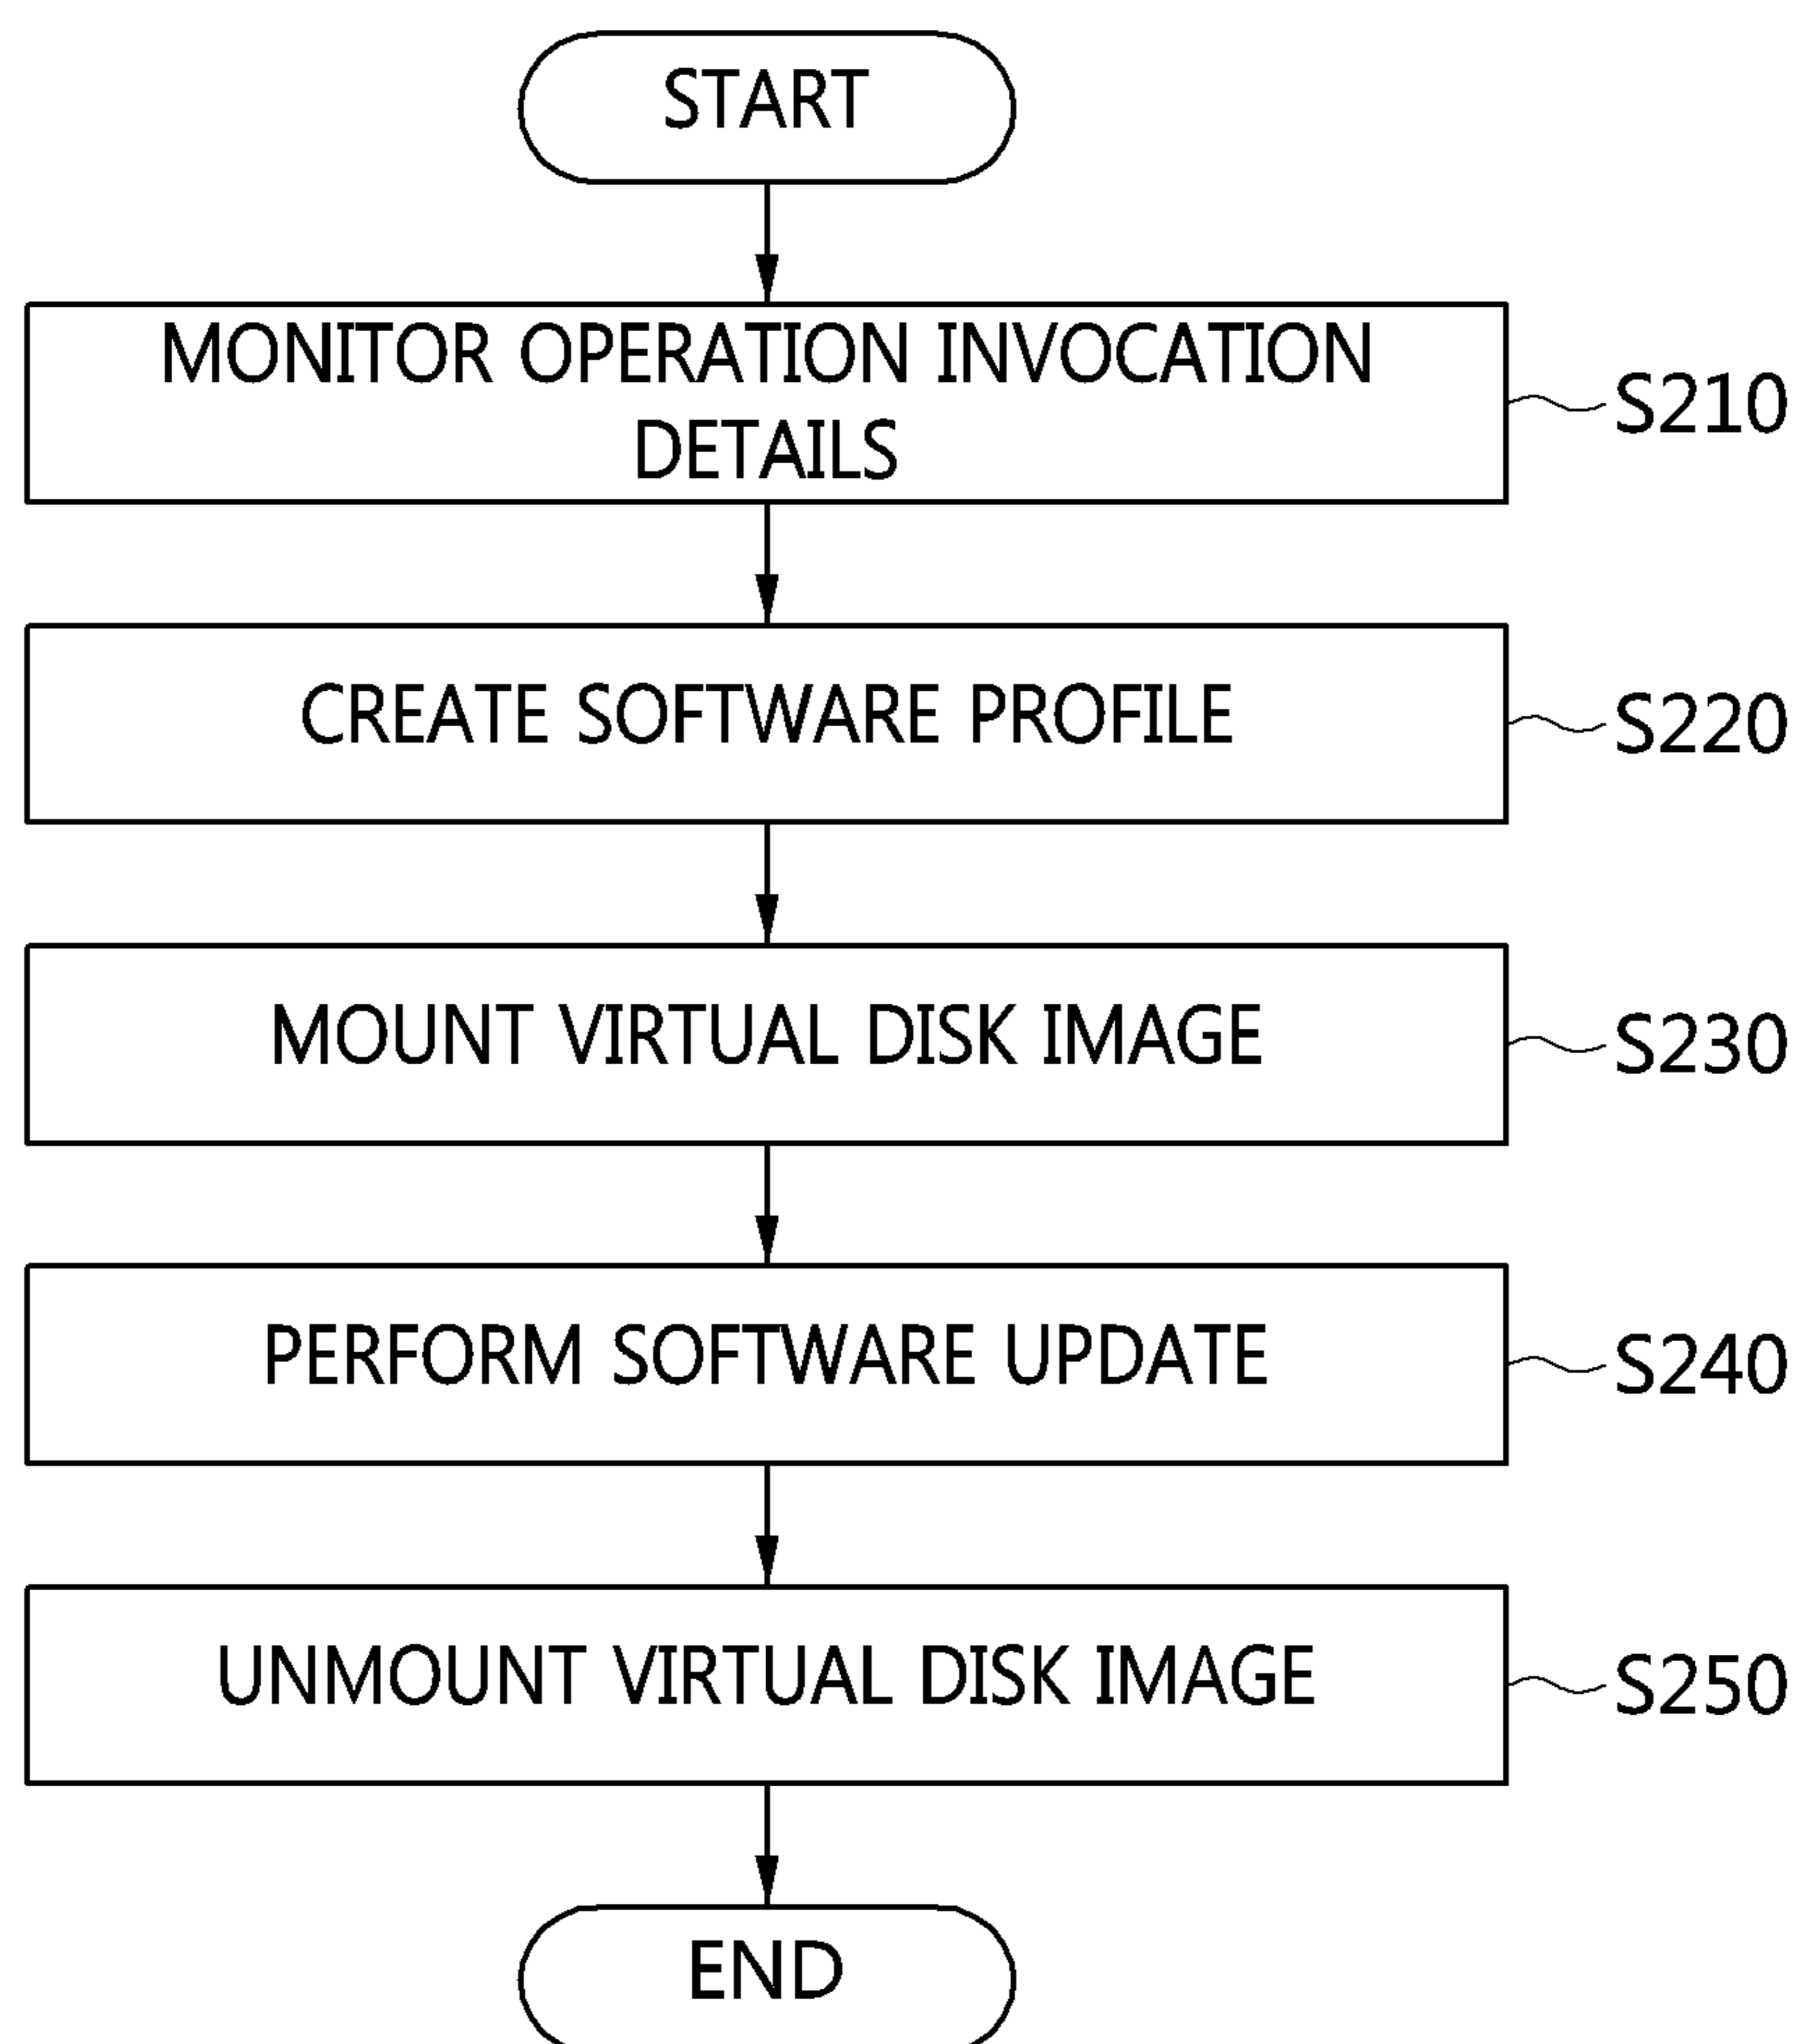 START
MONITOR OPERATION INVOCATION
DETAILS
S210
CREATE SOFTWARE PROFILE
S220
MOUNT VIRTUAL DISK IMAGE
S230
PERFORM SOFTWARE UPDATE
S240
UNMOUNT VIRTUAL DISK IMAGE
S250
END